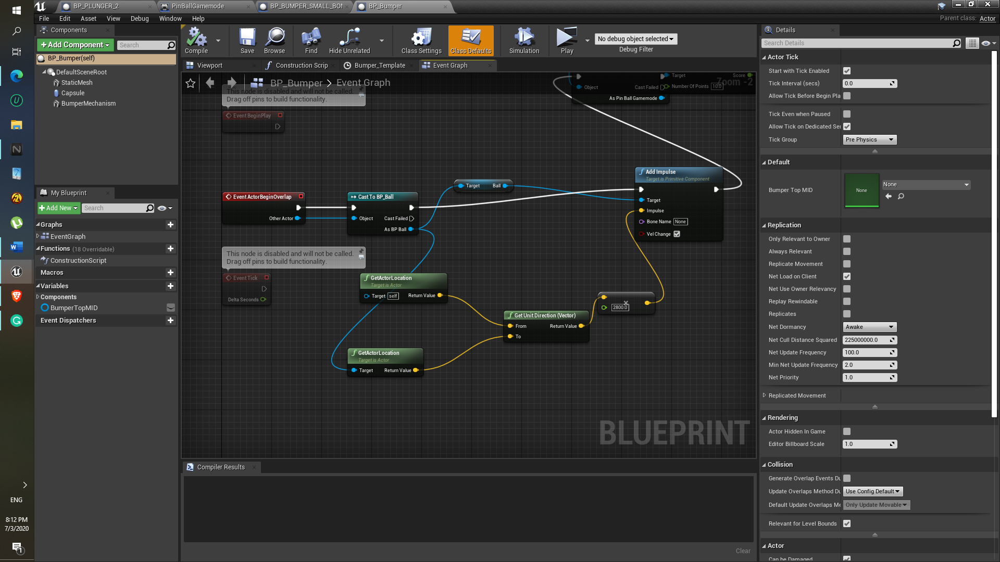 BP_PLUNGER_2
PinBallGamemode
BP_BUMPER_SMALL_BO
BP_Bumper
File Edit Asset View Debug Window Help
Parent class: Actor
Components
+Add Component
Search
BP_Bumper(self)
DefaultSceneRoot
StaticMesh
Capsule
BumperMechanism
My Blueprint
+Add New
Search
Graphs
EventGraph
Functions (18 Overridable)
ConstructionScript
Macros
Variables
Components
BumperTopMID
Event Dispatchers
Compile
Save
Browse
Find
Hide Unrelated
Class Settings
Class Defaults
Simulation
Play
No debug object selected
Debug Filter
Viewport
Construction Scrip
Bumper_Template
Event Graph
BP_Bumper > Event Graph
Zoom -2
Target Score
Object Cast Failed Number Of Points 10.0
As Pin Ball Gamemode
This node is disabled and will not be called.
Drag off pins to build functionality.
Event BeginPlay
Event ActorBeginOverlap
Other Actor
Cast To BP_Ball
Object Cast Failed
As BP Ball
Target Ball
Add Impulse
Target is Primitive Component
Target
Impulse
Bone Name None
Vel Change
This node is disabled and will not be called.
Drag off pins to build functionality.
Event Tick
Delta Seconds
GetActorLocation
Target is Actor
Target self Return Value
Get Unit Direction (Vector)
From Return Value
To
2800.0
GetActorLocation
Target is Actor
Target Return Value
BLUEPRINT
Compiler Results
Clear
Details
Search Details
Actor Tick
Start with Tick Enabled
Tick Interval (secs) 0.0
Allow Tick Before Begin Pla
Tick Even when Paused
Allow Tick on Dedicated Ser
Tick Group Pre Physics
Default
Bumper Top MID None None
Replication
Only Relevant to Owner
Always Relevant
Replicate Movement
Net Load on Client
Net Use Owner Relevancy
Replay Rewindable
Replicates
Net Dormancy Awake
Net Cull Distance Squared 225000000.0
Net Update Frequency 100.0
Min Net Update Frequency 2.0
Net Priority 1.0
Replicated Movement
Rendering
Actor Hidden In Game
Editor Billboard Scale 1.0
Collision
Generate Overlap Events Du
Update Overlaps Method Du Use Config Default
Default Update Overlaps Me Only Update Movable
Relevant for Level Bounds
Actor
Can be Damaged
ENG
8:12 PM
7/3/2020
1